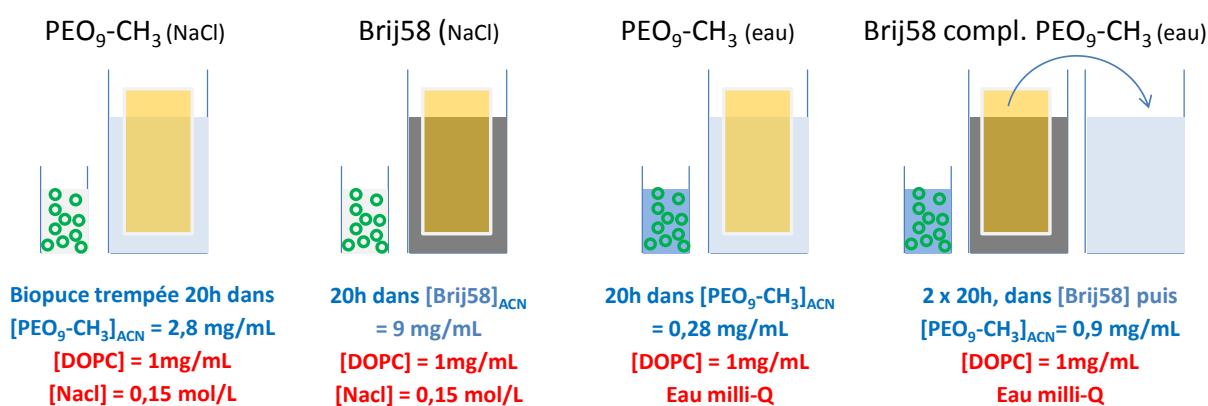 PEO₉-CH₃ (NaCl)
Biopuce trempée 20h dans
[PEO₉-CH₃]ACN = 2,8 mg/mL
[DOPC] = 1mg/mL
[Nacl] = 0,15 mol/L
Brij58 (NaCl)
20h dans [Brij58]ACN
= 9 mg/mL
[DOPC] = 1mg/mL
[Nacl] = 0,15 mol/L
PEO₉-CH₃ (eau)
20h dans [PEO₉-CH₃]ACN
= 0,28 mg/mL
[DOPC] = 1mg/mL
Eau milli-Q
Brij58 compl. PEO₉-CH₃ (eau)
2 x 20h, dans [Brij58] puis
[PEO₉-CH₃]ACN= 0,9 mg/mL
[DOPC] = 1mg/mL
Eau milli-Q